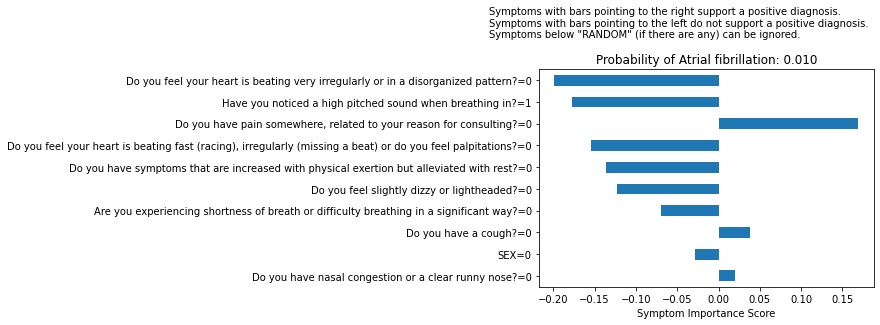 Symptoms with bars pointing to the right support a positive diagnosis.
Symptoms with bars pointing to the left do not support a positive diagnosis.
Symptoms below "RANDOM" (if there are any) can be ignored.
Probability of Atrial fibrillation: 0.010
Do you feel your heart is beating very irregularly or in a disorganized pattern?=0
Have you noticed a high pitched sound when breathing in?=1
Do you have pain somewhere, related to your reason for consulting?=0
Do you feel your heart is beating fast (racing), irregularly (missing a beat) or do you feel palpitations?=0
Do you have symptoms that are increased with physical exertion but alleviated with rest?=0
Do you feel slightly dizzy or lightheaded?=0
Are you experiencing shortness of breath or difficulty breathing in a significant way?=0
Do you have a cough?=0
SEX=0
Do you have nasal congestion or a clear runny nose?=0
−0.20 −0.15 −0.10 −0.05 0.00 0.05 0.10 0.15
Symptom Importance Score